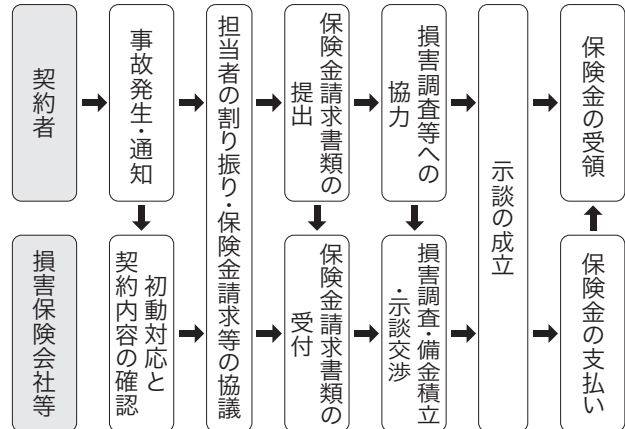 契約者
事故発生・通知
担当者の割り振り・保険金請求等の協議
保険金請求書類の
提出
損害調査等への
協力
示談の成立
保険金の受領
損害保険会社等
初動対応と
契約内容の確認
保険金請求書類の
受付
損害調査・備金積立
・示談交渉
保険金の支払い